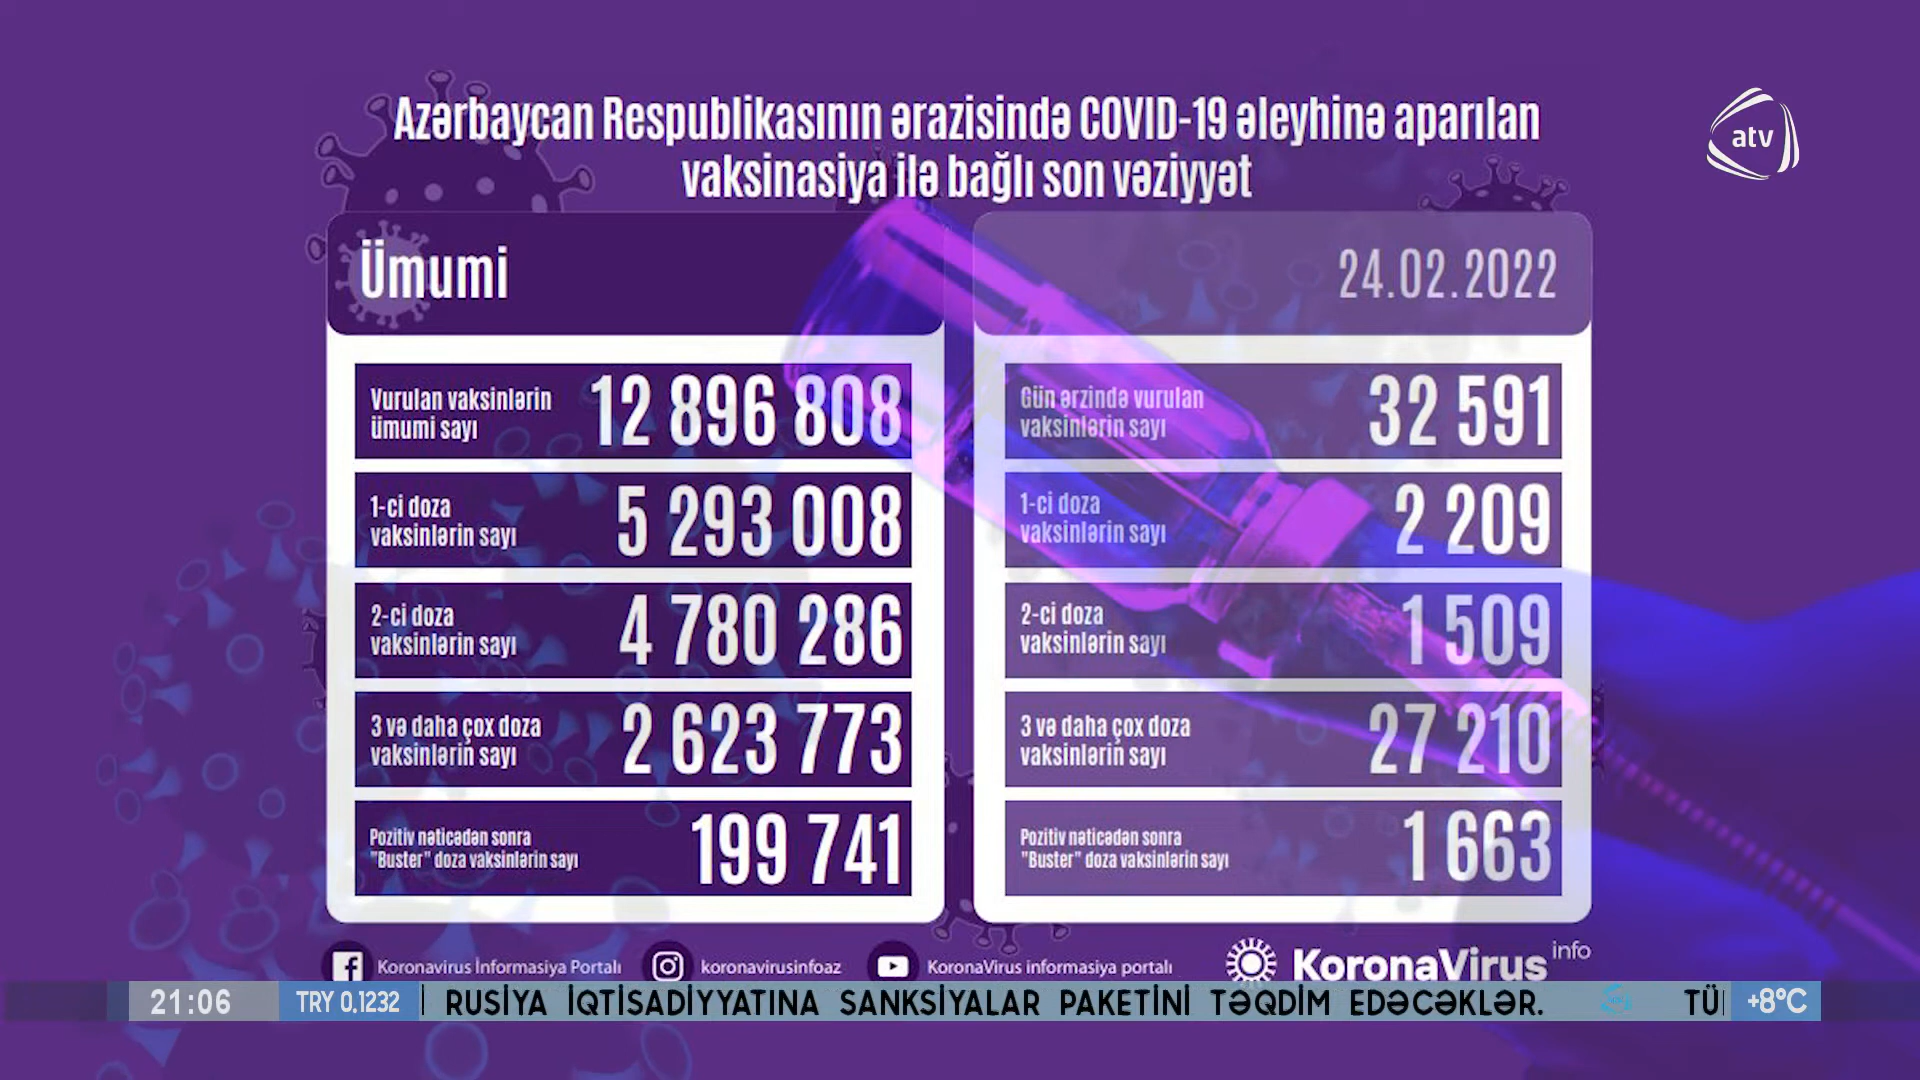 Azərbaycan Respublikasının ərazisində COVID-19 əleyhinə aparılan
vaksinasiya ilə bağlı son vəziyyət
atv
Ümumi
Vurulan vaksinlərin
ümumi sayı
12 896 808
1-ci doza
vaksinlərin sayı
5 293 008
2-ci doza
vaksinlərin sayı
4 780 286
3 və daha çox doza
vaksinlərin sayı
2 623 773
Pozitiv nəticədən sonra
"Buster" doza vaksinlərin sayı
199 741
24.02.2022
Gün ərzində vurulan
vaksinlərin sayı
32 591
1-ci doza
vaksinlərin sayı
2 209
2-ci doza
vaksinlərin sayı
1 509
3 və daha çox doza
vaksinlərin sayı
27 210
Pozitiv nəticədən sonra
"Buster" doza vaksinlərin sayı
1 663
Koronavirus İnformasiya Portalı
koronavirusinfoaz
KoronaVirus informasiya portalı
KoronaVirus info
21:06 TRY 0,1232 RUSİYA İQTİSADİYYATINA SANKSİYALAR PAKETİNİ TƏQDİM EDƏCƏKLƏR. TÜ +8°C